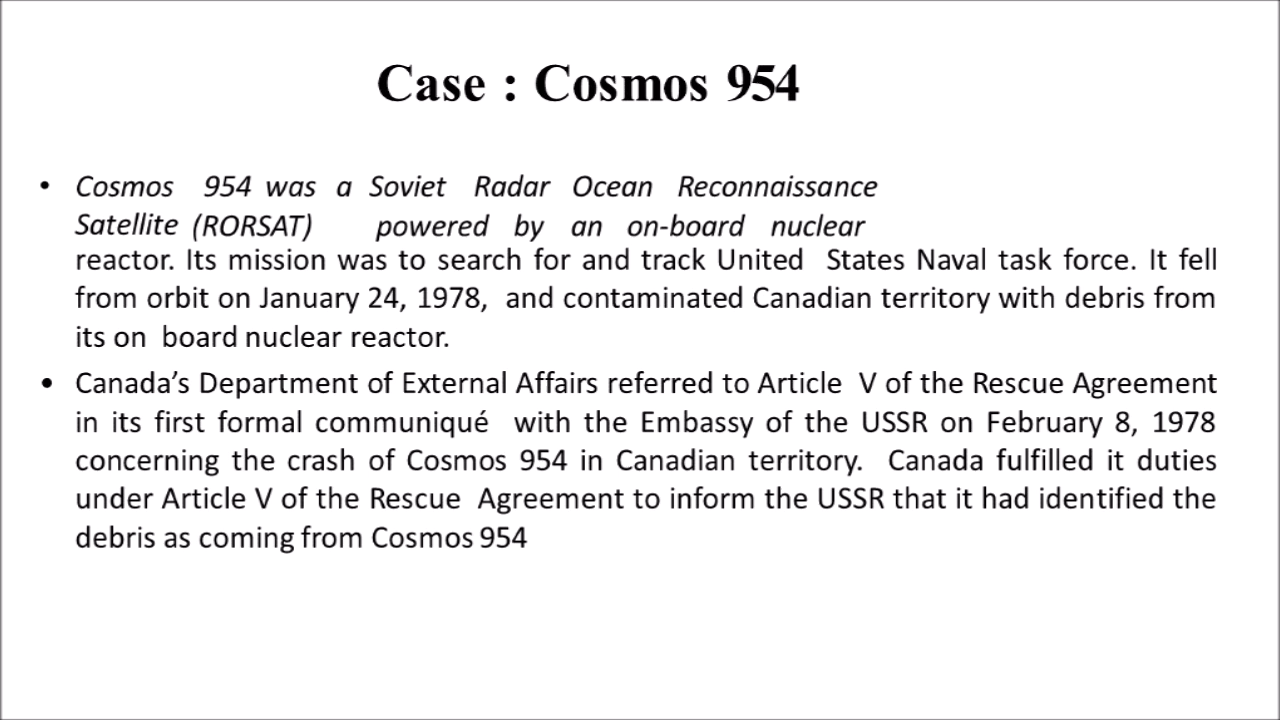 Case : Cosmos 954
• Cosmos 954 was a Soviet Radar Ocean Reconnaissance
Satellite (RORSAT) powered by an on-board nuclear
reactor. Its mission was to search for and track United States Naval task force. It fell
from orbit on January 24, 1978, and contaminated Canadian territory with debris from
its on board nuclear reactor.
• Canada’s Department of External Affairs referred to Article V of the Rescue Agreement
in its first formal communiqué with the Embassy of the USSR on February 8, 1978
concerning the crash of Cosmos 954 in Canadian territory. Canada fulfilled it duties
under Article V of the Rescue Agreement to inform the USSR that it had identified the
debris as coming from Cosmos 954